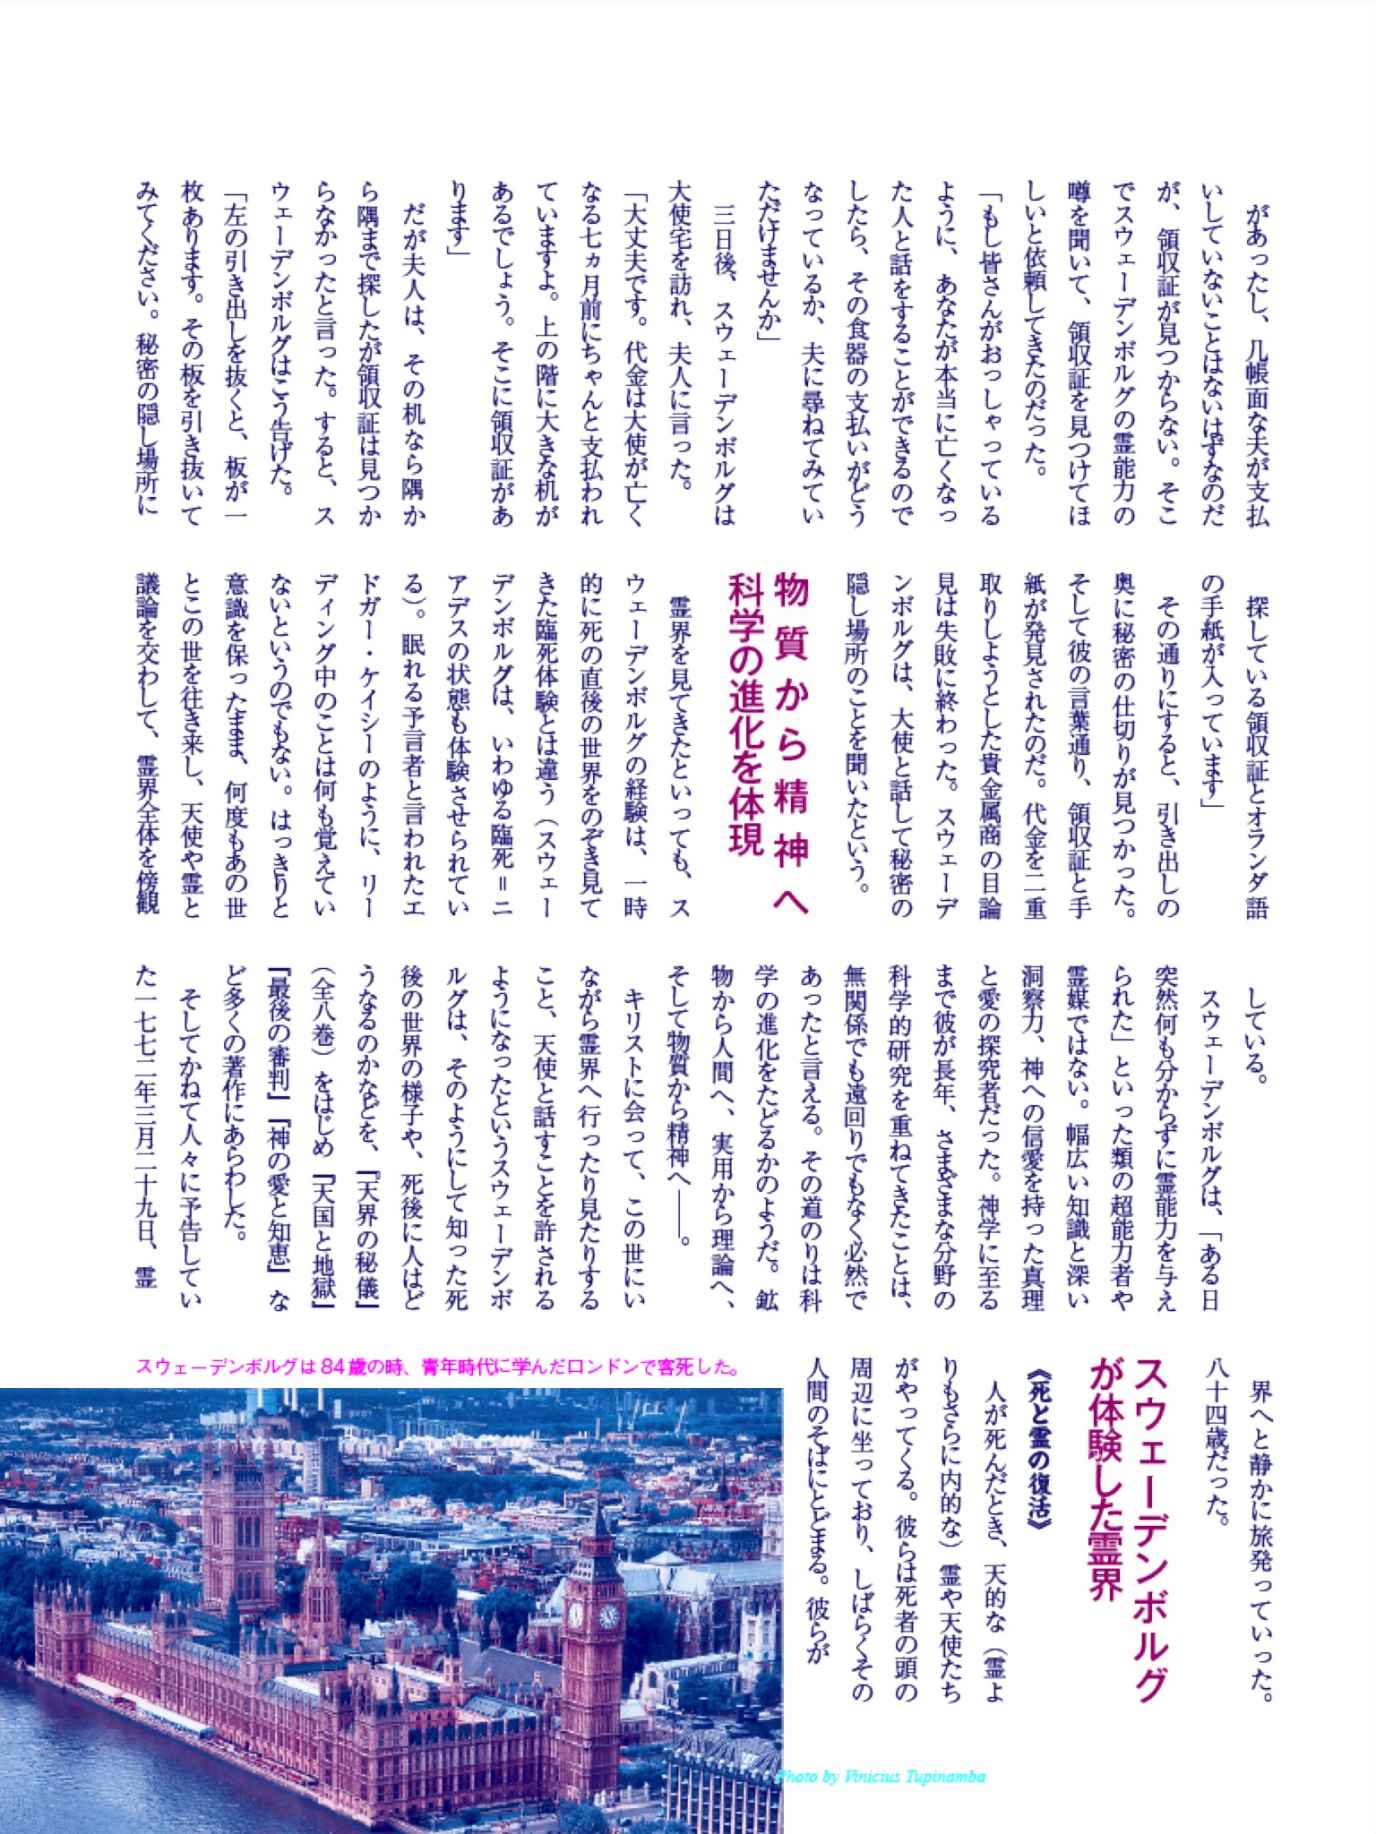 があったし、几帳面な夫が支払
いしていないことはないはずなのだ
が、領収証が見つからない。そこ
でスウェーデンボルグの霊能力の
噂を聞いて、領収証を見つけてほ
しいと依頼してきたのだった。
「もし皆さんがおっしゃっている
ように、あなたが本当に亡くなっ
た人と話をすることができるので
したら、その食器の支払いがどう
なっているか、夫に尋ねてみてい
ただけませんか」
三日後、スウェーデンボルグは
大使宅を訪れ、夫人に言った。
「大丈夫です。代金は大使が亡く
なる七ヵ月前にちゃんと支払われ
ていますよ。上の階に大きな机が
あるでしょう。そこに領収証があ
ります」
だが夫人は、その机なら隅か
ら隅まで探したが領収証は見つか
らなかったと言った。すると、ス
ウェーデンボルグはこう告げた。
「左の引き出しを抜くと、板が一
枚あります。その板を引き抜いて
みてください。秘密の隠し場所に
探している領収証とオランダ語
の手紙が入っています」
その通りにすると、引き出しの
奥に秘密の仕切りが見つかった。
そして彼の言葉通り、領収証と手
紙が発見されたのだ。代金を二重
取りしようとした貴金属商の目論
見は失敗に終わった。スウェーデ
ンボルグは、大使と話して秘密の
隠し場所のことを聞いたという。
物質から精神へ
科学の進化を体現
霊界を見てきたといっても、ス
ウェーデンボルグの経験は、一時
的に死の直後の世界をのぞき見て
きた臨死体験とは違う（スウェー
デンボルグは、いわゆる臨死＝ニ
アデスの状態も体験させられてい
る）。眠れる予言者と言われたエ
ドガー・ケイシーのように、リー
ディング中のことは何も覚えてい
ないというのでもない。はっきりと
意識を保ったまま、何度もあの世
とこの世を往き来し、天使や霊と
議論を交わして、霊界全体を傍観
している。
スウェーデンボルグは、「ある日
突然何も分からずに霊能力を与え
られた」といった類の超能力者や
霊媒ではない。幅広い知識と深い
洞察力、神への信愛を持った真理
と愛の探究者だった。神学に至る
まで彼が長年、さまざまな分野の
科学的研究を重ねてきたことは、
無関係でも遠回りでもなく必然で
あったと言える。その道のりは科
学の進化をたどるかのようだ。鉱
物から人間へ、実用から理論へ、
そして物質から精神へ――。
キリストに会って、この世にい
ながら霊界へ行ったり見たりする
こと、天使と話すことを許される
ようになったというスウェーデンボ
ルグは、そのようにして知った死
後の世界の様子や、死後に人はど
うなるのかなどを、『天界の秘儀』
（全八巻）をはじめ『天国と地獄』
『最後の審判』『神の愛と知恵』な
ど多くの著作にあらわした。
そしてかねて人々に予告してい
た一七七二年三月二十九日、霊
界へと静かに旅発っていった。
八十四歳だった。
スウェーデンボルグ
が体験した霊界
《死と霊の復活》
人が死んだとき、天的な（霊よ
りもさらに内的な）霊や天使たち
がやってくる。彼らは死者の頭の
周辺に坐っており、しばらくその
人間のそばにとどまる。彼らが
スウェーデンボルグは84歳の時、青年時代に学んだロンドンで客死した。
Photo by Vinicius Tupinamba